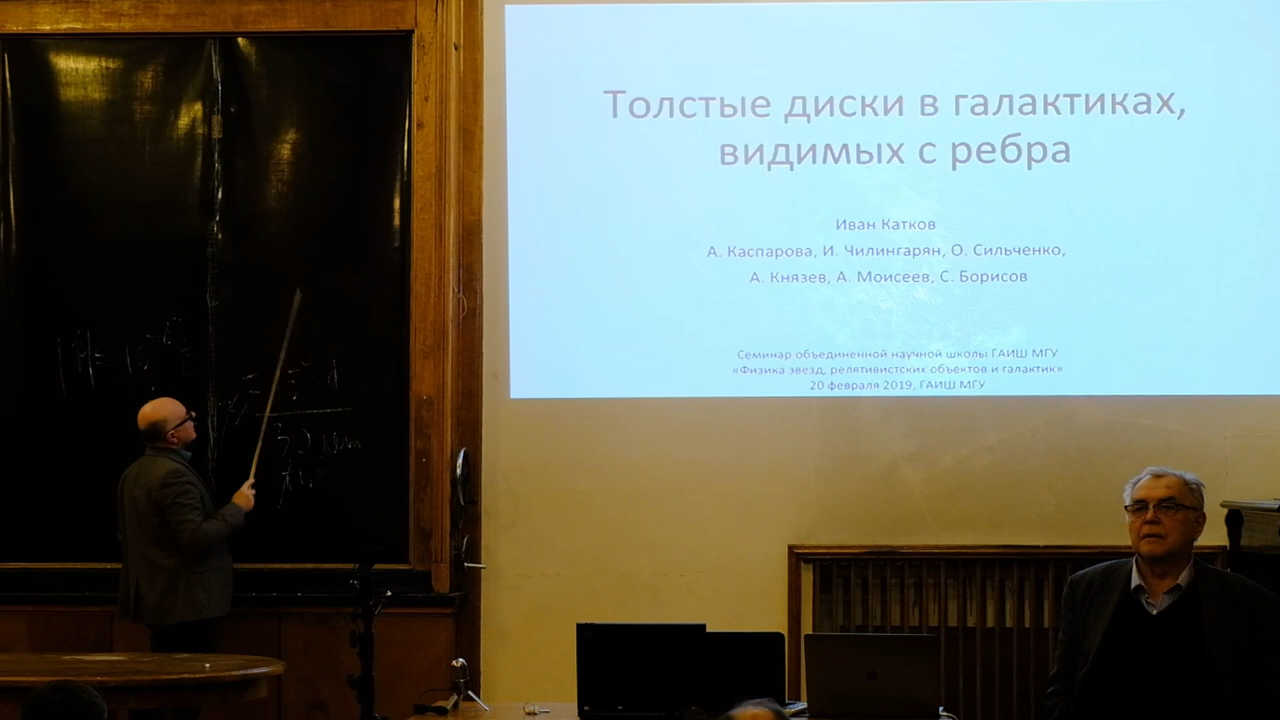 Толстые диски в галактиках,
видимых с ребра
Иван Катков
А. Каспарова, И. Чилингарян, О. Сильченко,
А. Князев, А. Моисеев, С. Борисов
Семинар объединенной научной школы ГАИШ МГУ
«Физика звезд, релятивистских объектов и галактик»
20 февраля 2019, ГАИШ МГУ